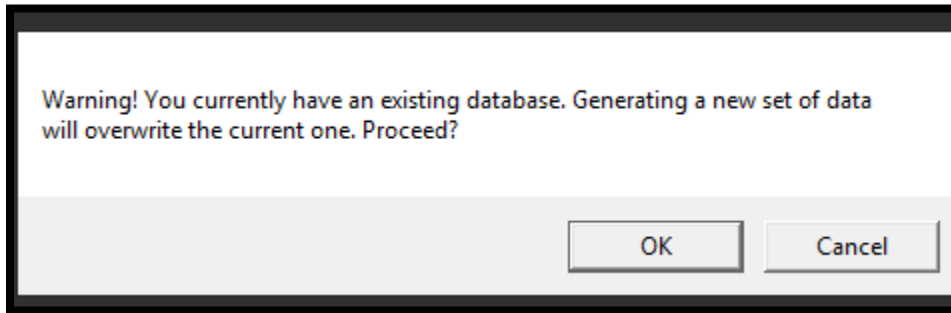 Warning! You currently have an existing database. Generating a new set of data
will overwrite the current one. Proceed?
OK
Cancel